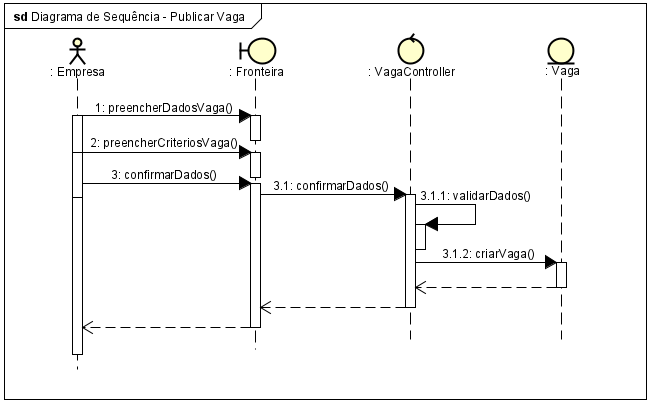 sd Diagrama de Sequência - Publicar Vaga
: Empresa
: Fronteira
: VagaController
: Vaga
1: preencherDadosVaga()
2: preencherCriteriosVaga()
3: confirmarDados()
3.1: confirmarDados()
3.1.1: validarDados()
3.1.2: criarVaga()